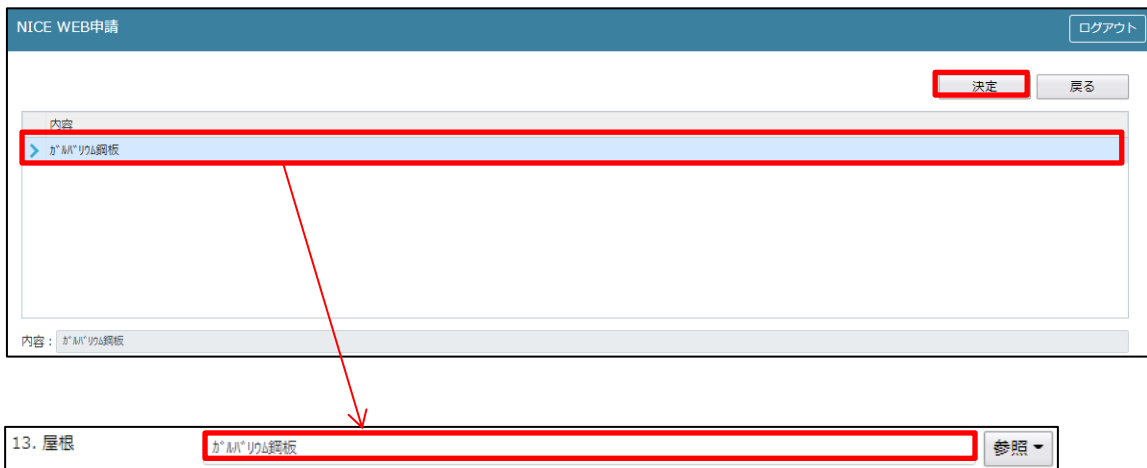 NICE WEB申請 ログアウト
決定 戻る
内容
ｶﾞﾙﾊﾞﾘｳﾑ鋼板
内容： ｶﾞﾙﾊﾞﾘｳﾑ鋼板
13. 屋根 ｶﾞﾙﾊﾞﾘｳﾑ鋼板 参照